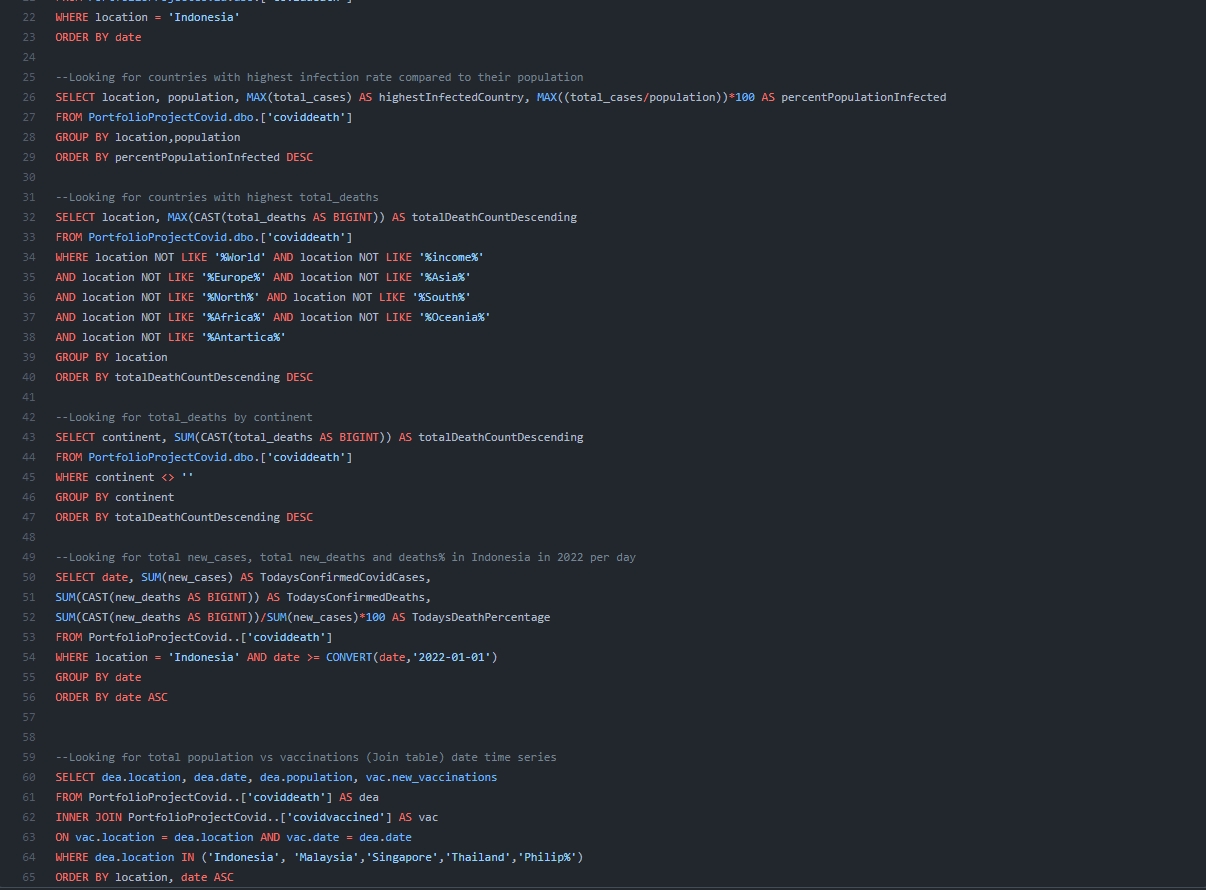 22 WHERE location = 'Indonesia'
23 ORDER BY date
24
25 --Looking for countries with highest infection rate compared to their population
26 SELECT location, population, MAX(total_cases) AS highestInfectedCountry, MAX((total_cases/population))*100 AS percentPopulationInfected
27 FROM PortfolioProjectCovid.dbo.['coviddeath']
28 GROUP BY location,population
29 ORDER BY percentPopulationInfected DESC
30
31 --Looking for countries with highest total_deaths
32 SELECT location, MAX(CAST(total_deaths AS BIGINT)) AS totalDeathCountDescending
33 FROM PortfolioProjectCovid.dbo.['coviddeath']
34 WHERE location NOT LIKE '%World' AND location NOT LIKE '%income%'
35 AND location NOT LIKE '%Europe%' AND location NOT LIKE '%Asia%'
36 AND location NOT LIKE '%North%' AND location NOT LIKE '%South%'
37 AND location NOT LIKE '%Africa%' AND location NOT LIKE '%Oceania%'
38 AND location NOT LIKE '%Antartica%'
39 GROUP BY location
40 ORDER BY totalDeathCountDescending DESC
41
42 --Looking for total_deaths by continent
43 SELECT continent, SUM(CAST(total_deaths AS BIGINT)) AS totalDeathCountDescending
44 FROM PortfolioProjectCovid.dbo.['coviddeath']
45 WHERE continent <> ''
46 GROUP BY continent
47 ORDER BY totalDeathCountDescending DESC
48
49 --Looking for total new_cases, total new_deaths and deaths% in Indonesia in 2022 per day
50 SELECT date, SUM(new_cases) AS TodaysConfirmedCovidCases,
51 SUM(CAST(new_deaths AS BIGINT)) AS TodaysConfirmedDeaths,
52 SUM(CAST(new_deaths AS BIGINT))/SUM(new_cases)*100 AS TodaysDeathPercentage
53 FROM PortfolioProjectCovid..['coviddeath']
54 WHERE location = 'Indonesia' AND date >= CONVERT(date,'2022-01-01')
55 GROUP BY date
56 ORDER BY date ASC
57
58
59 --Looking for total population vs vaccinations (Join table) date time series
60 SELECT dea.location, dea.date, dea.population, vac.new_vaccinations
61 FROM PortfolioProjectCovid..['coviddeath'] AS dea
62 INNER JOIN PortfolioProjectCovid..['covidvaccined'] AS vac
63 ON vac.location = dea.location AND vac.date = dea.date
64 WHERE dea.location IN ('Indonesia', 'Malaysia','Singapore','Thailand','Philip%')
65 ORDER BY location, date ASC